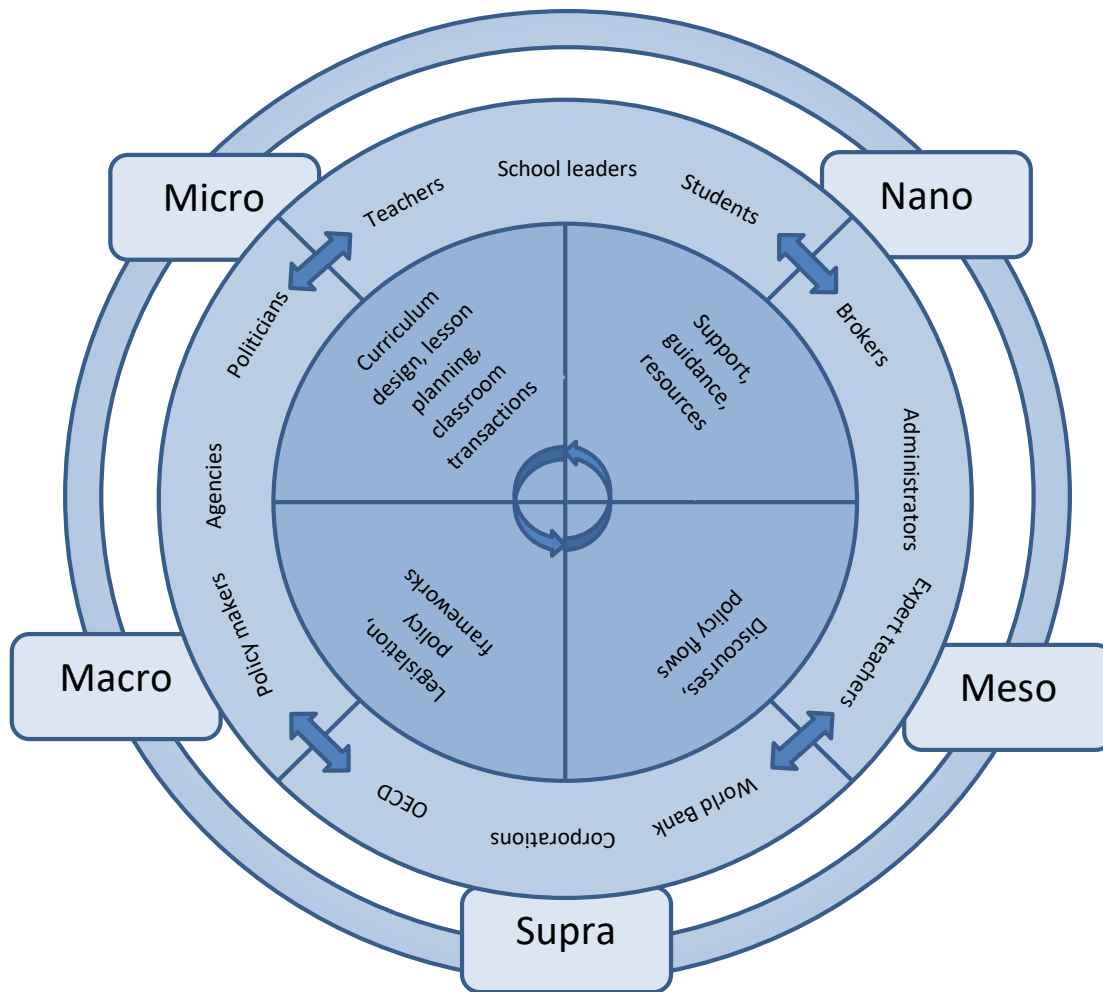 School leaders
Micro
Teachers
Students
Nano
Politicians
Brokers
Curriculum
design, lesson
planning,
classroom
transactions
Support,
guidance,
resources
Agencies
Administrators
Policy makers
Expert teachers
Legislation,
policy
frameworks
Discourses,
policy flows
Macro
Meso
OECD
Corporations
World Bank
Supra